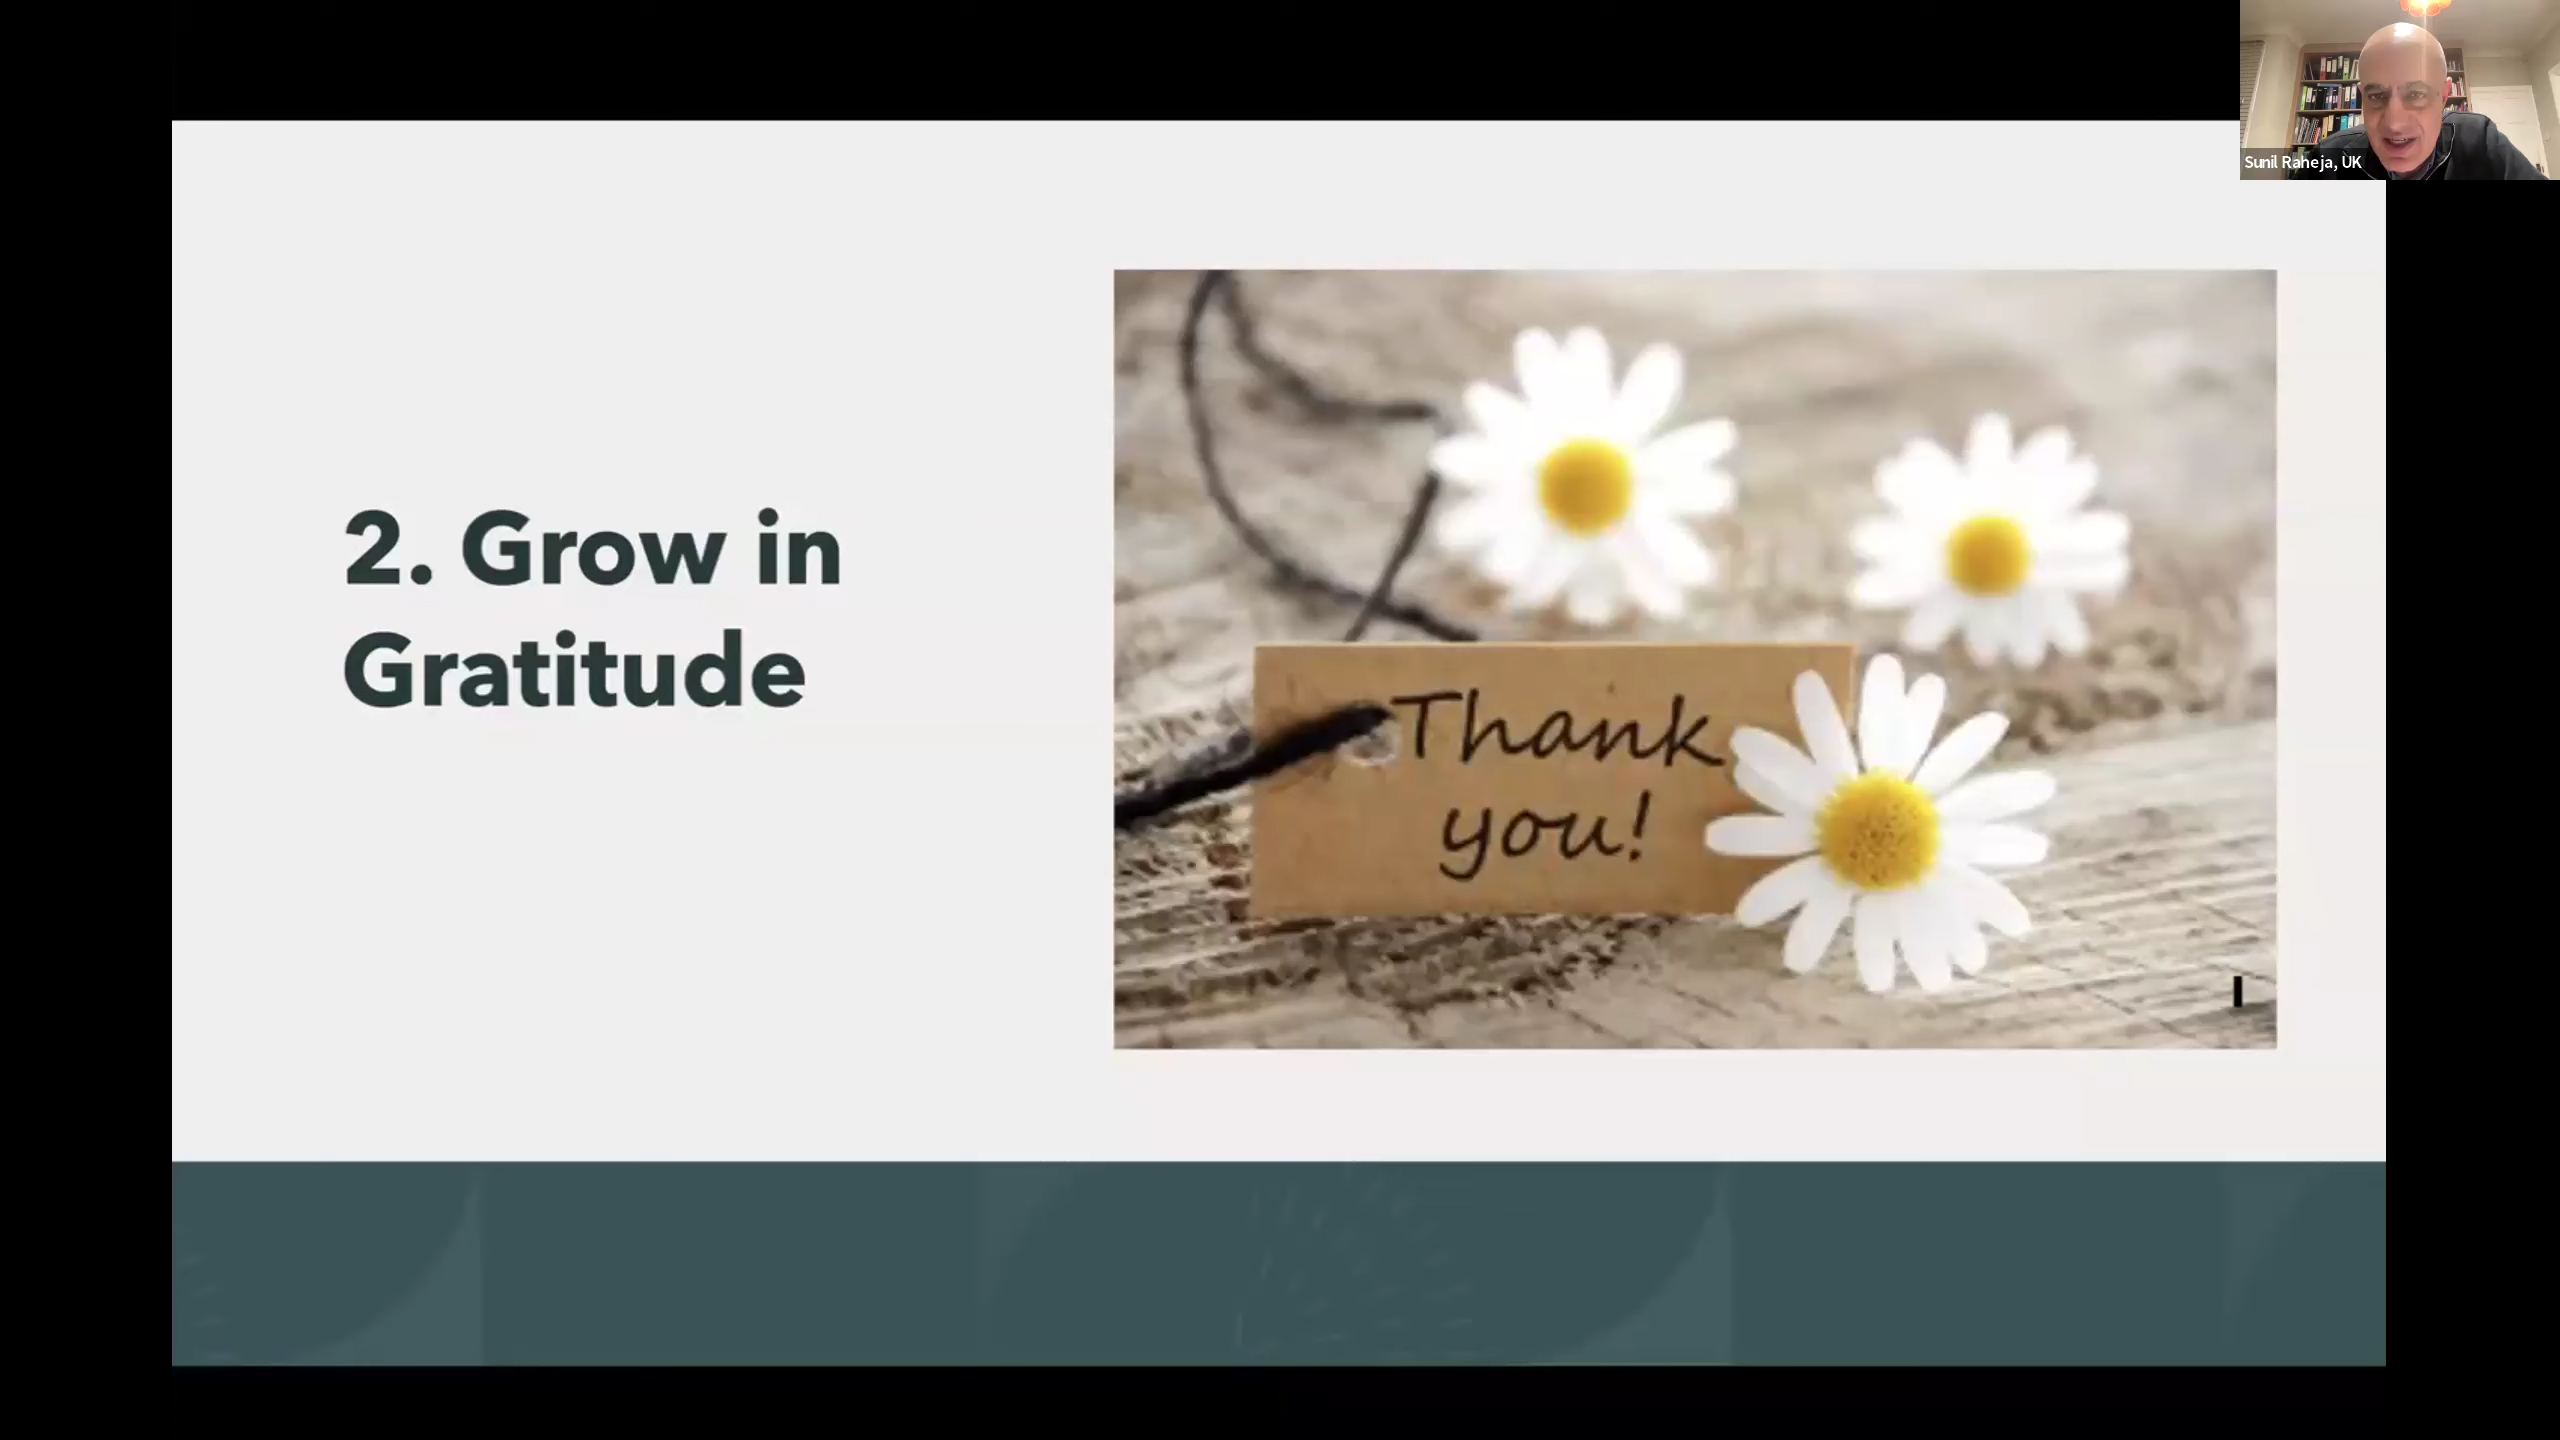 Sunil Raheja, UK
2. Grow in
Gratitude
Thank
you!